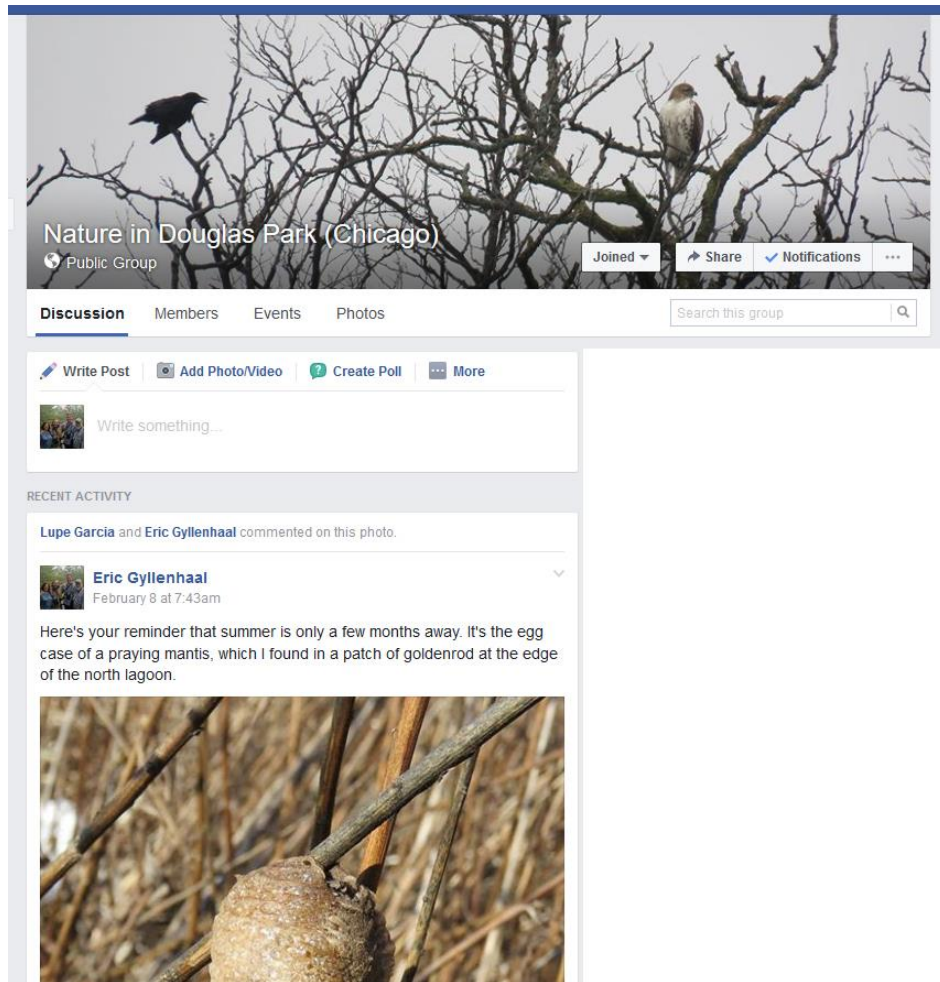 Nature in Douglas Park (Chicago)
Public Group
Joined
Share
Notifications
Discussion
Members
Events
Photos
Search this group
Write Post
Add Photo/Video
Create Poll
More
Write something...
RECENT ACTIVITY
Lupe Garcia and Eric Gyllenhaal commented on this photo.
Eric Gyllenhaal
February 8 at 7:43am
Here's your reminder that summer is only a few months away. It's the egg
case of a praying mantis, which I found in a patch of goldenrod at the edge
of the north lagoon.